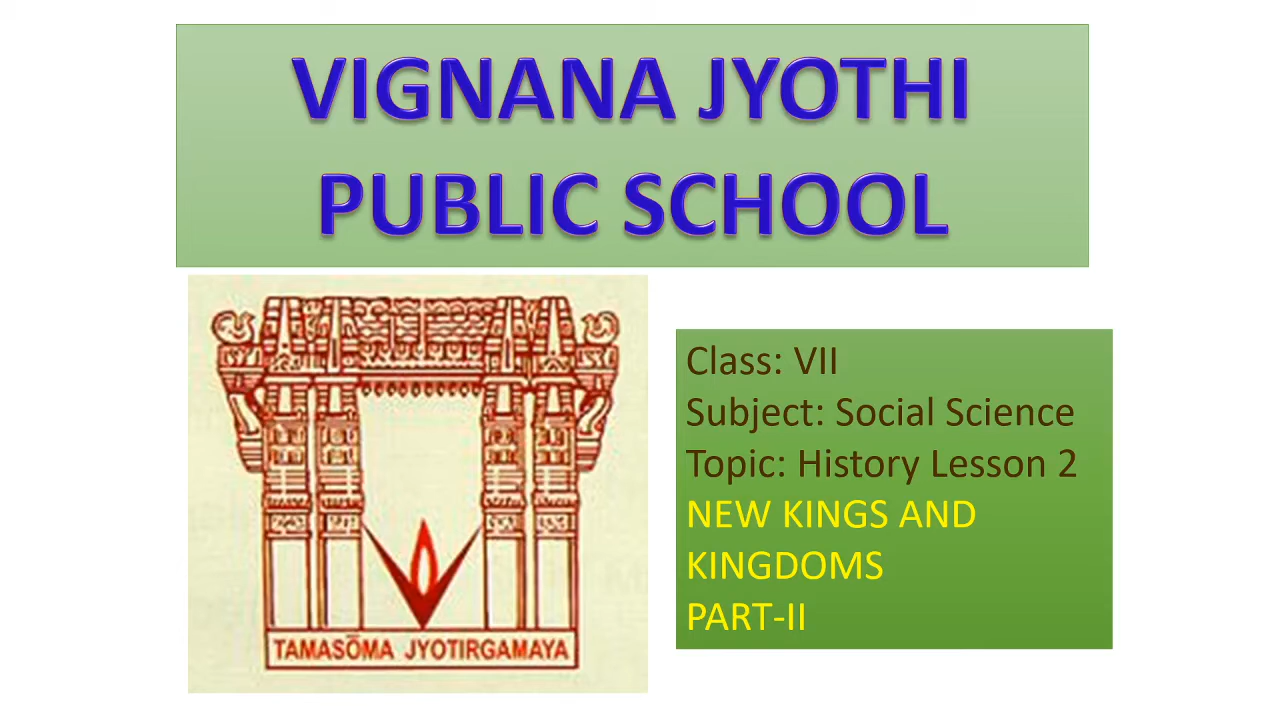 VIGNANA JYOTHI
PUBLIC SCHOOL
TAMASŌMA JYOTIRGAMAYA
Class: VII
Subject: Social Science
Topic: History Lesson 2
NEW KINGS AND
KINGDOMS
PART-II